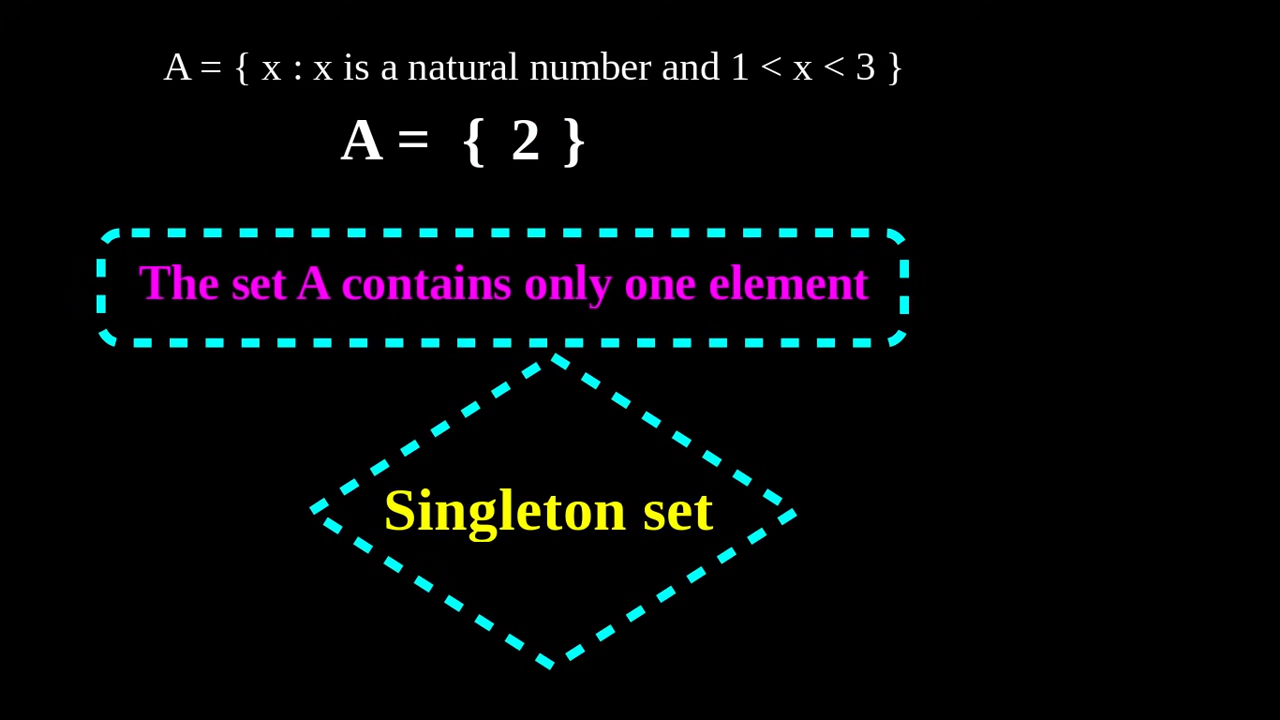 A = { x : x is a natural number and 1 < x < 3 }
A = { 2 }
The set A contains only one element
Singleton set